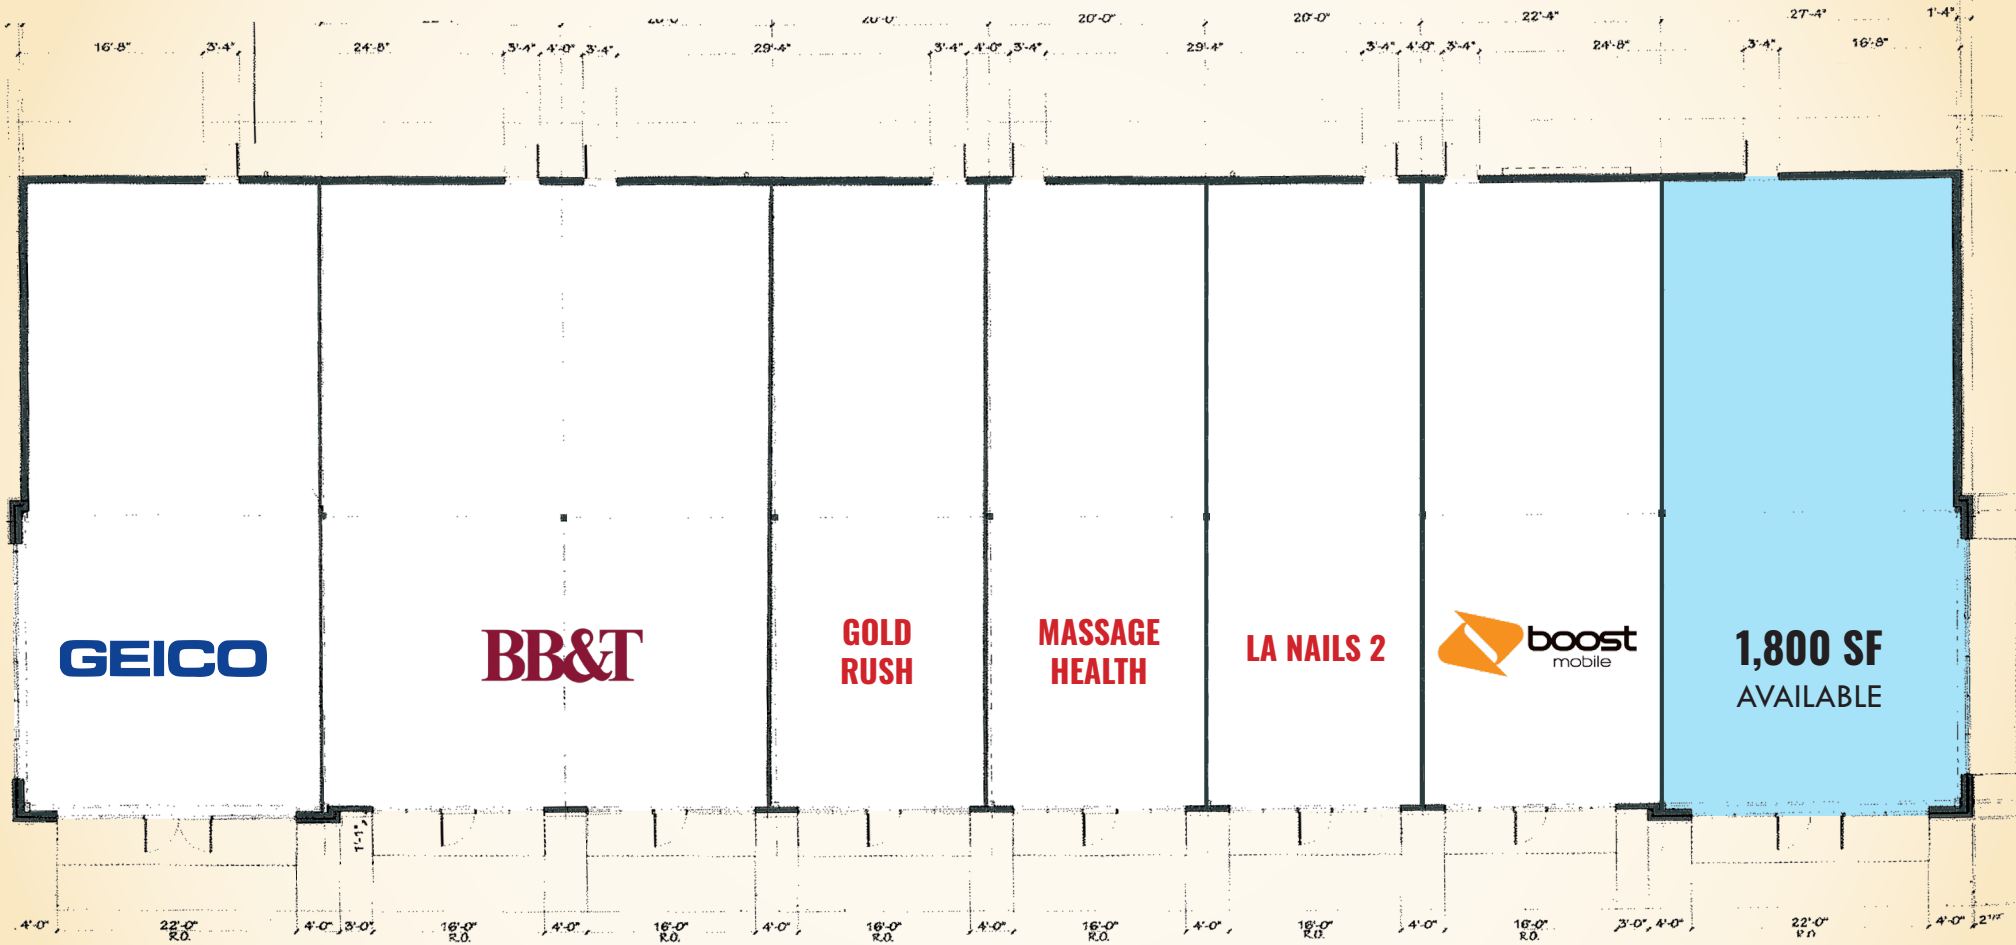 20'-0" 20'-0" 22'-4" 27'-4" 1'-4"
16'-8" 3'-4" 24'-8" 3'-4" 4'-0" 3'-4" 29'-4" 3'-4" 4'-0" 3'-4" 29'-4" 3'-4" 4'-0" 3'-4" 24'-8" 3'-4" 16'-8"
GEICO
BB&T
GOLD
RUSH
MASSAGE
HEALTH
LA NAILS 2
boost
mobile
1,800 SF
AVAILABLE
1'-1"
4'-0" 22'-0" 4'-0" 3'-0" 16'-0" 4'-0" 16'-0" 4'-0" 16'-0" 4'-0" 16'-0" 4'-0" 16'-0" 4'-0" 16'-0" 3'-0" 4'-0" 22'-0" 4'-0" 2 1/2"
R.O. R.O. R.O. R.O. R.O. R.O. R.O.